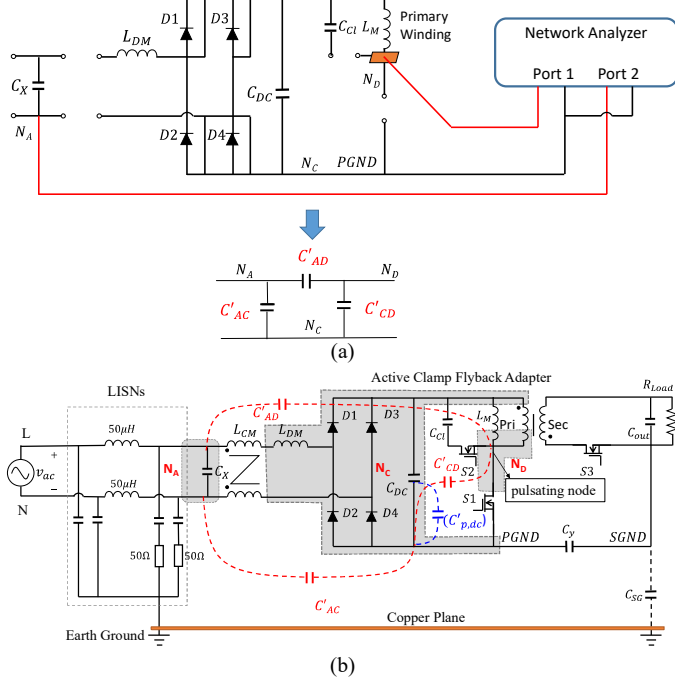 D1
D3
L_DM
C_X
C_DC
C_Cl
L_M
Primary
Winding
N_D
Network Analyzer
Port 1
Port 2
N_A
D2
D4
N_C
PGND
C'_AD
N_A
N_D
C'_AC
C'_CD
N_C
(a)
LISNs
Active Clamp Flyback Adapter
R_Load
50μH
L
+
v_ac
−
N
50μH
50Ω
50Ω
N_A
C'_AD
L_CM
L_DM
C_X
D1
D3
N_C
D2
D4
C_DC
C_Cl
L_M
Pri
Sec
C_out
S2
S3
C'_CD
N_D
pulsating node
S1
(C'_p,dc)
PGND
C_y
SGND
C'_AC
C_SG
Copper Plane
Earth Ground
(b)